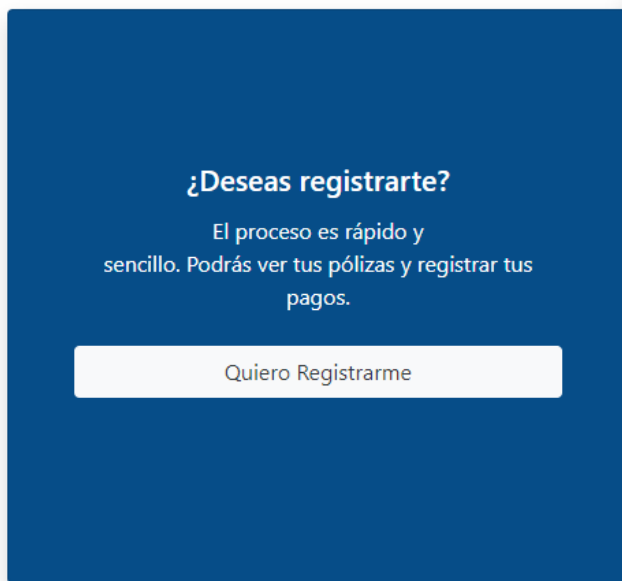 ¿Deseas registrarte?
El proceso es rápido y
sencillo. Podrás ver tus pólizas y registrar tus
pagos.
Quiero Registrarme